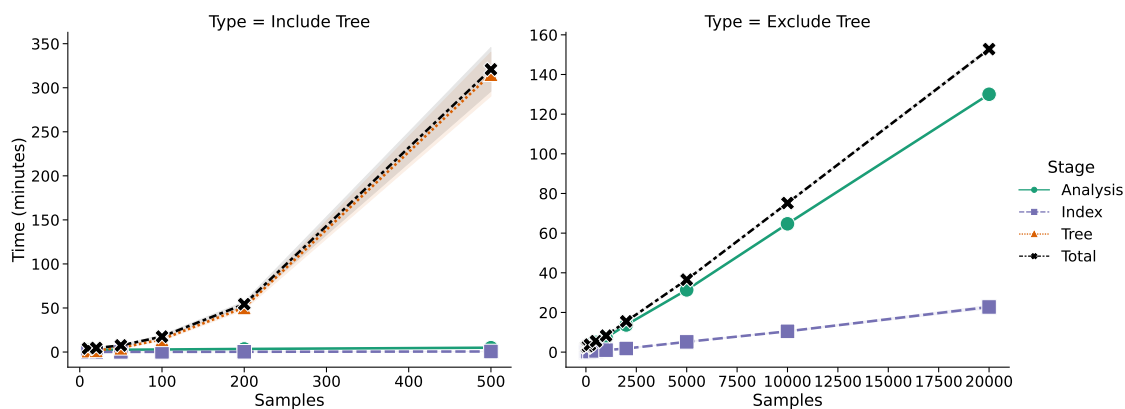 Type = Include Tree
350
300
250
200
150
100
50
0
Time (minutes)
0 100 200 300 400 500
Samples
Type = Exclude Tree
160
140
120
100
80
60
40
20
0
0 2500 5000 7500 10000 12500 15000 17500 20000
Samples
Stage
Analysis
Index
Tree
Total